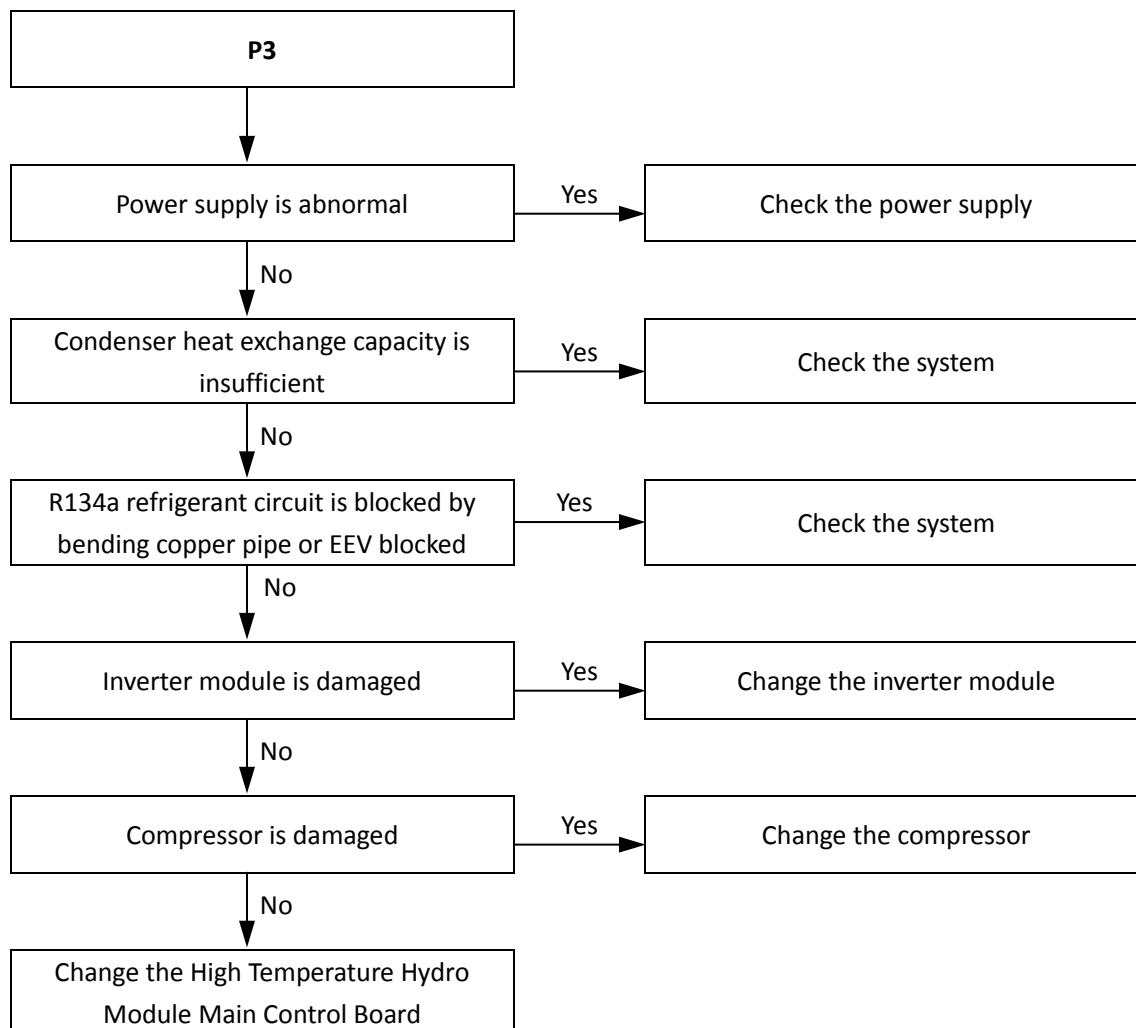 P3
Power supply is abnormal
Yes
Check the power supply
No
Condenser heat exchange capacity is
insufficient
Yes
Check the system
No
R134a refrigerant circuit is blocked by
bending copper pipe or EEV blocked
Yes
Check the system
No
Inverter module is damaged
Yes
Change the inverter module
No
Compressor is damaged
Yes
Change the compressor
No
Change the High Temperature Hydro
Module Main Control Board